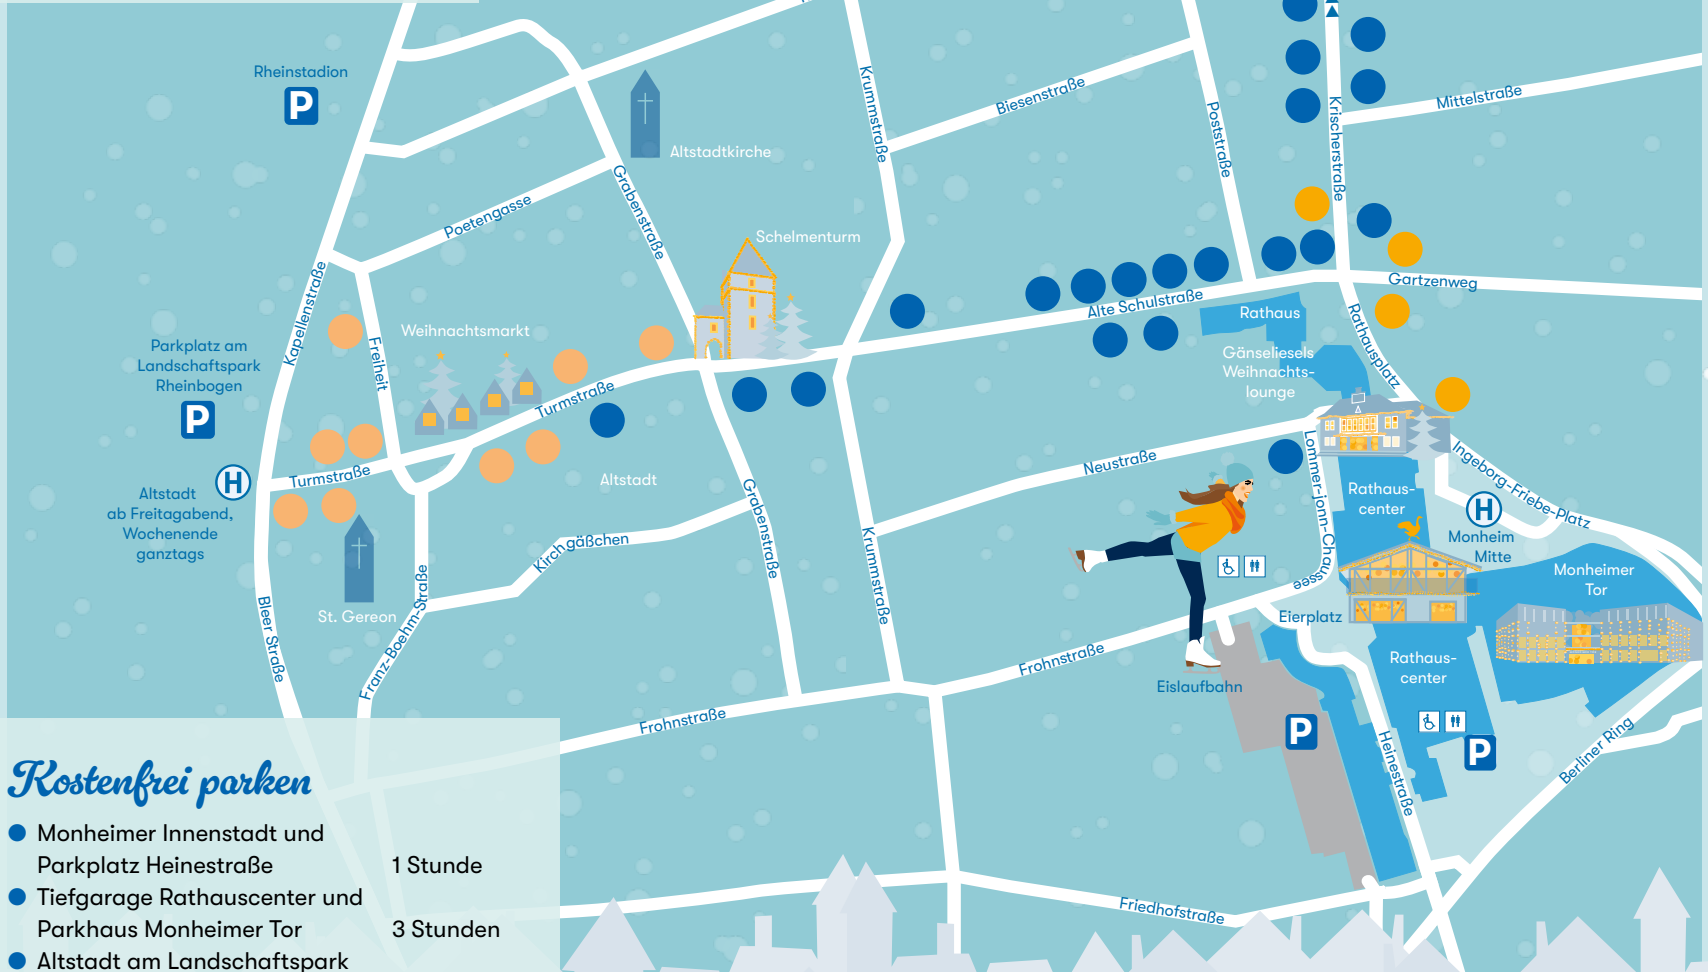 Rheinstadion
P
Altstadtkirche
Krummstraße
Biesenstraße
Poststraße
Krischerstraße
Mittelstraße
Grabenstraße
Poetengasse
Schelmenturm
Kapellenstraße
Freiheit
Weihnachtsmarkt
Parkplatz am
Landschaftspark
Rheinbogen
P
Turmstraße
Alte Schulstraße
Gartzenweg
Rathaus
Rathausplatz
Gänseliesels
Weihnachts-
lounge
Turmstraße
H
Altstadt
ab Freitagabend,
Wochenende
ganztags
Altstadt
Neustraße
Lommer-jonn-Chaussee
Ingeborg-Friebe-Platz
Rathaus-
center
H
Monheim
Mitte
Monheimer
Tor
Grabenstraße
Krummstraße
Kirchgäßchen
St. Gereon
Franz-Boehm-Straße
Bleer Straße
Eierplatz
Frohnstraße
Eislaufbahn
Rathaus-
center
Frohnstraße
P
P
Heinestraße
Berliner Ring
Friedhofstraße
Kostenfrei parken
Monheimer Innenstadt und
Parkplatz Heinestraße 1 Stunde
Tiefgarage Rathauscenter und
Parkhaus Monheimer Tor 3 Stunden
Altstadt am Landschaftspark